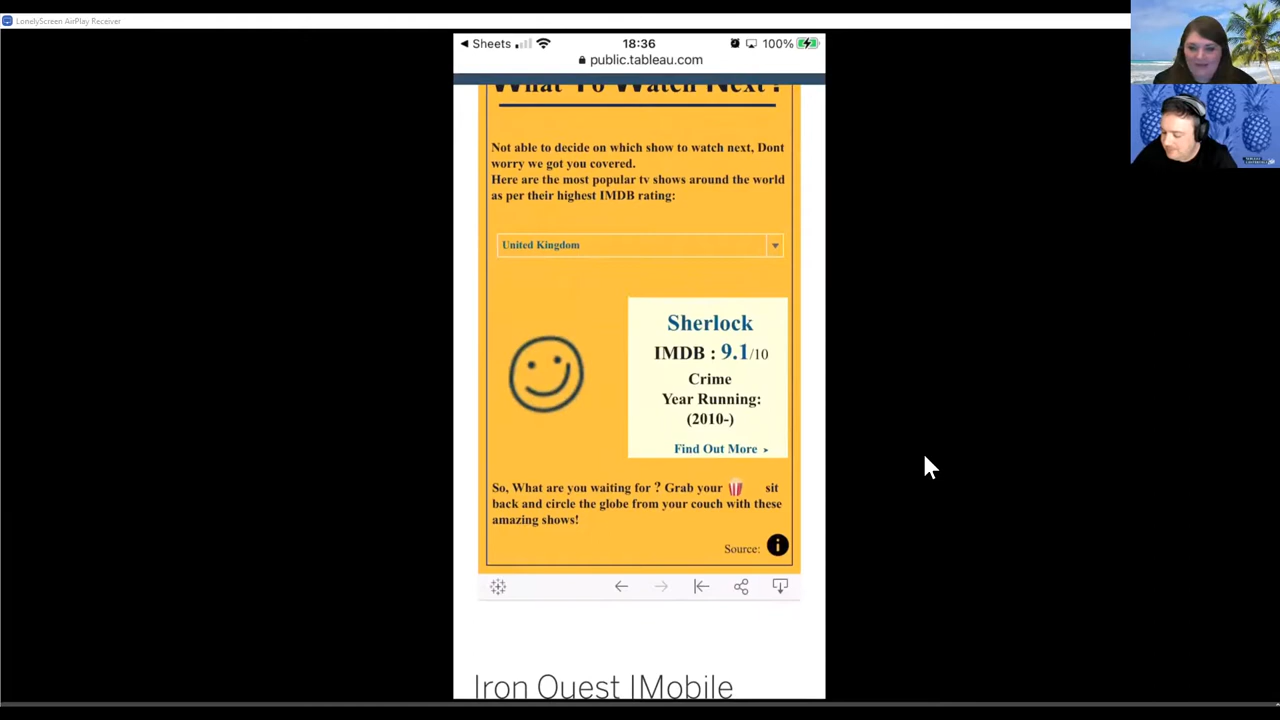 LonelyScreen AirPlay Receiver
◄ Sheets
18:36
100%
public.tableau.com
What To Watch Next?
Not able to decide on which show to watch next, Dont
worry we got you covered.
Here are the most popular tv shows around the world
as per their highest IMDB rating:
United Kingdom
Sherlock
IMDB : 9.1/10
Crime
Year Running:
(2010-)
Find Out More ➤
So, What are you waiting for ? Grab your 🍿 sit
back and circle the globe from your couch with these
amazing shows!
Source: i
Iron Quest |Mobile